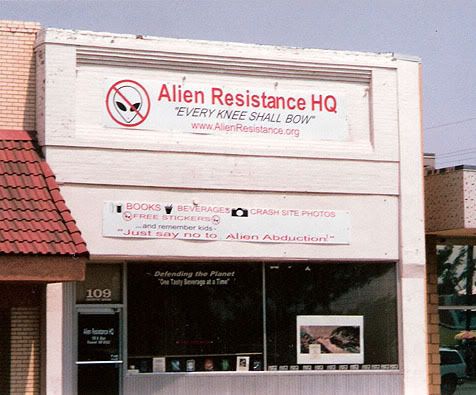 Alien Resistance HQ
"EVERY KNEE SHALL BOW"
www.AlienResistance.org
BOOKS BEVERAGES CRASH SITE PHOTOS
FREE STICKERS
...and remember kids-
"Just say no to Alien Abduction!"
109
Defending the Planet
"One Tasty Beverage at a Time"
Alien Resistance HQ